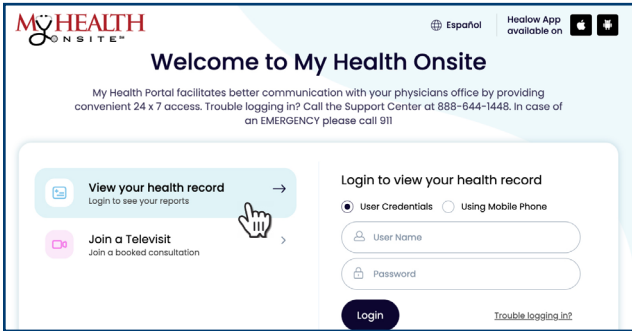 MY HEALTH
ONSITE℠
Español
Healow App
available on
Welcome to My Health Onsite
My Health Portal facilitates better communication with your physicians office by providing
convenient 24 x 7 access. Trouble logging in? Call the Support Center at 888-644-1448. In case of
an EMERGENCY please call 911
View your health record
Login to see your reports
Join a Televisit
Join a booked consultation
Login to view your health record
User Credentials Using Mobile Phone
User Name
Password
Login
Trouble logging in?